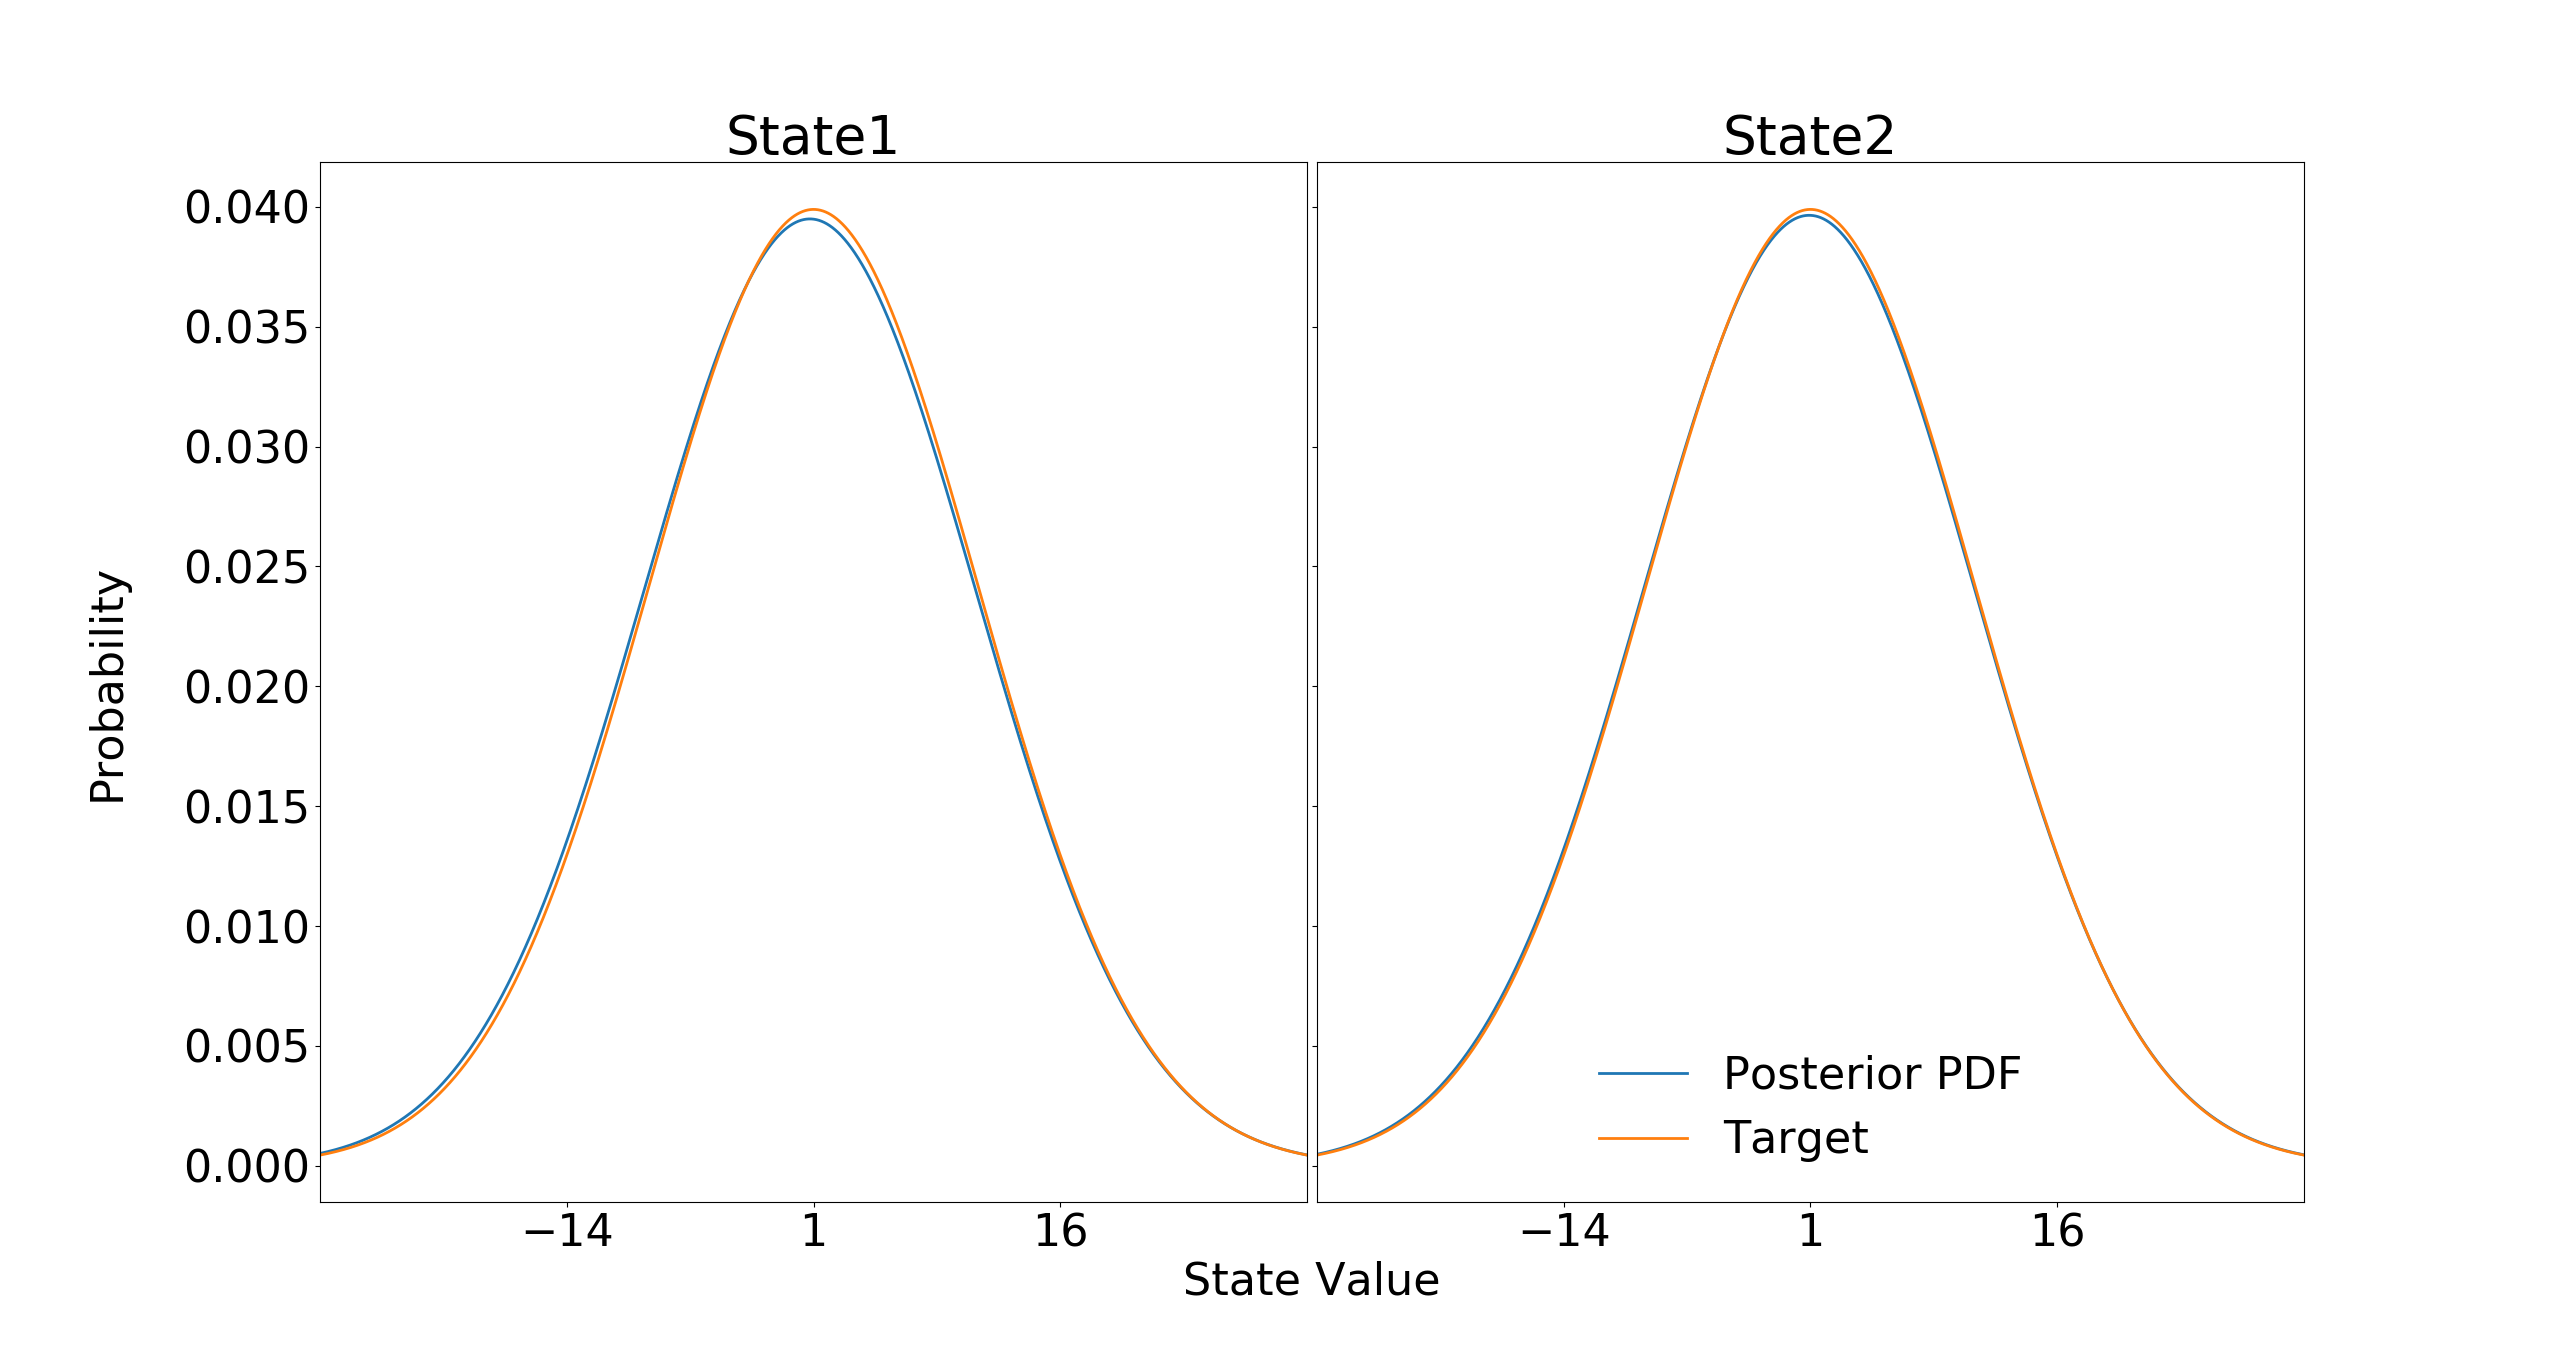 State1
State2
0.040
0.035
0.030
0.025
0.020
0.015
0.010
0.005
0.000
Probability
−14 1 16
−14 1 16
State Value
Posterior PDF
Target